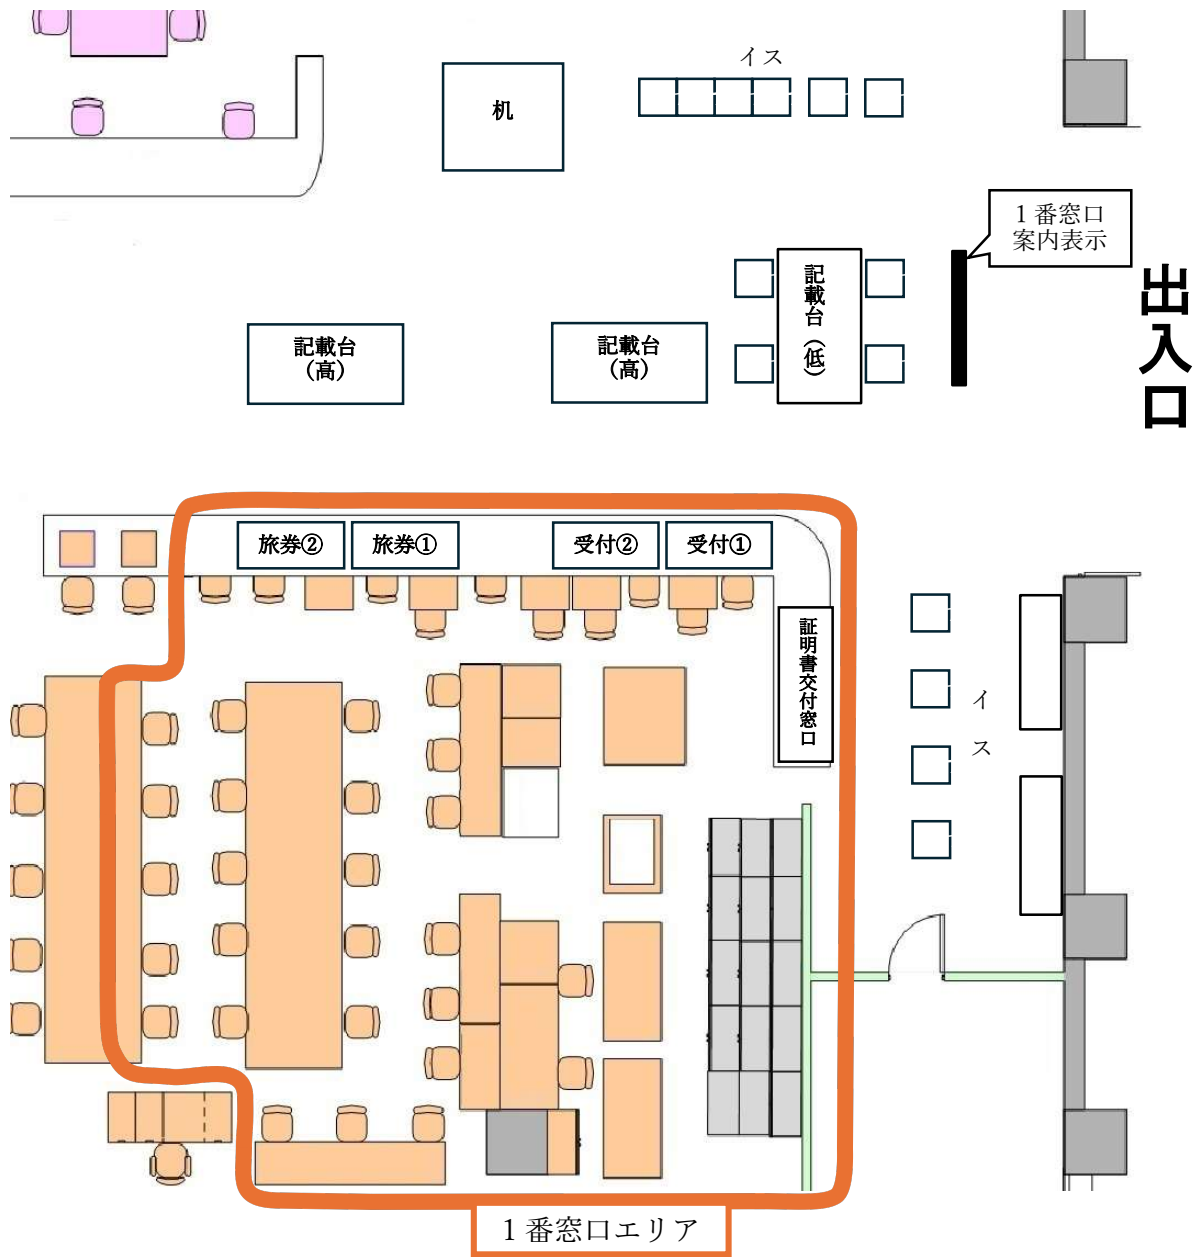 イス
机
１番窓口
案内表示
出入口
記載台（低）
記載台
（高）
記載台
（高）
旅券②
旅券①
受付②
受付①
証明書交付窓口
イス
１番窓口エリア